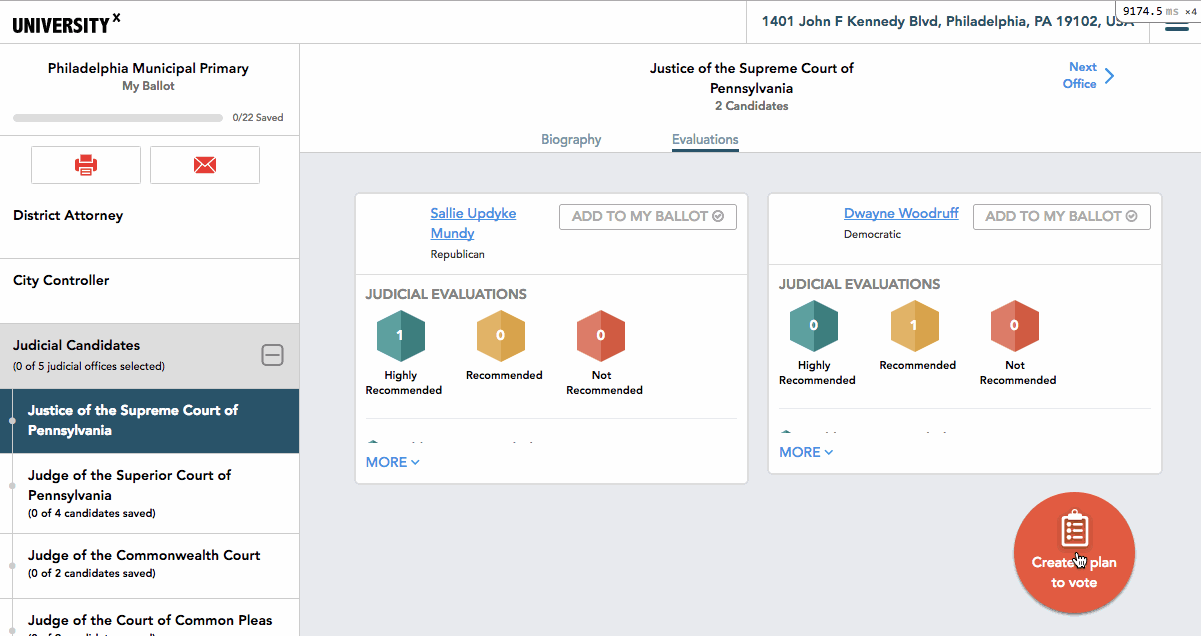 UNIVERSITY X
1401 John F Kennedy Blvd, Philadelphia, PA 19102, USA
9174.5 ms ×4
Philadelphia Municipal Primary
My Ballot
0/22 Saved
District Attorney
City Controller
Judicial Candidates
(0 of 5 judicial offices selected)
Justice of the Supreme Court of
Pennsylvania
Judge of the Superior Court of
Pennsylvania
(0 of 4 candidates saved)
Judge of the Commonwealth Court
(0 of 2 candidates saved)
Judge of the Court of Common Pleas
Justice of the Supreme Court of
Pennsylvania
2 Candidates
Next
Office
Biography
Evaluations
Sallie Updyke
Mundy
Republican
ADD TO MY BALLOT
JUDICIAL EVALUATIONS
1
0
0
Highly
Recommended
Recommended
Not
Recommended
MORE
Dwayne Woodruff
Democratic
ADD TO MY BALLOT
JUDICIAL EVALUATIONS
0
1
0
Highly
Recommended
Recommended
Not
Recommended
MORE
Create a plan
to vote